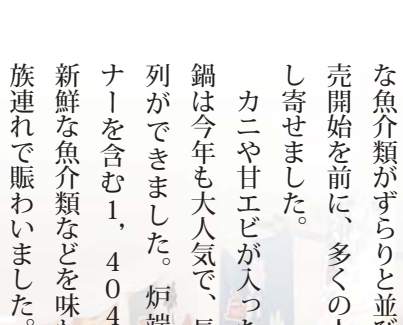 な魚介類がずらりと並び
売開始を前に、多くの
し寄せました。
カニや甘エビが入った
鍋は今年も大人気で、
列ができました。炉端
ナーを含む1，404
新鮮な魚介類などを味
族連れで賑わいました。